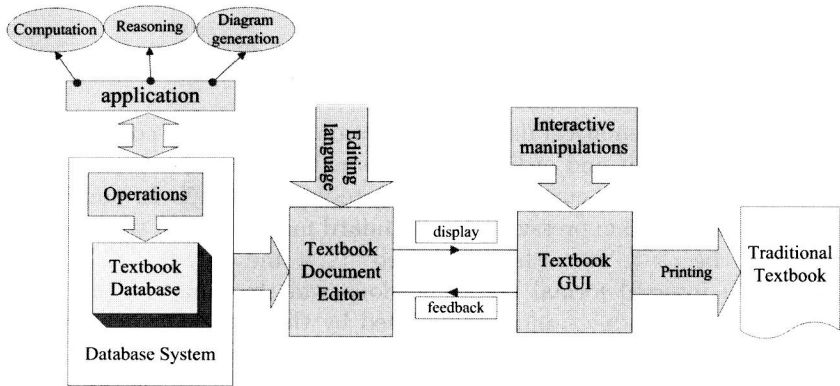 Computation
Reasoning
Diagram
generation
application
Operations
Textbook
Database
Database System
Editing
language
Textbook
Document
Editor
display
feedback
Interactive
manipulations
Textbook
GUI
Printing
Traditional
Textbook